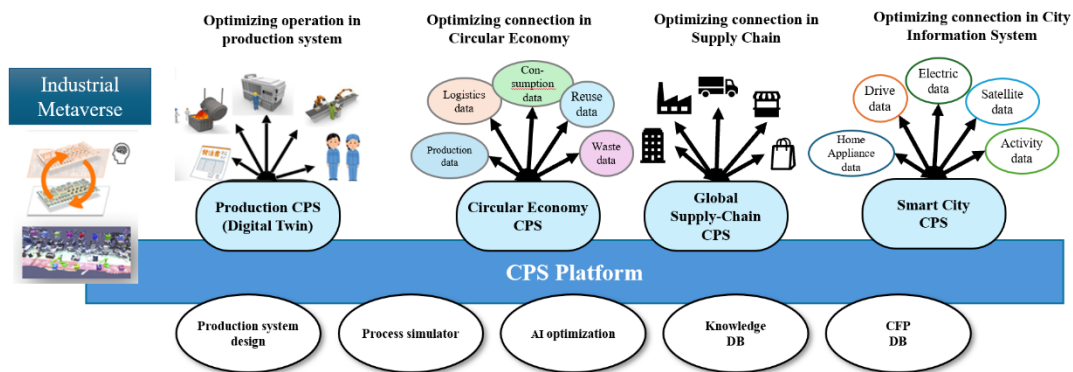 Optimizing operation in
production system
Optimizing connection in
Circular Economy
Optimizing connection in
Supply Chain
Optimizing connection in City
Information System
Industrial
Metaverse
Logistics
data
Con-
sumption
data
Reuse
data
Production
data
Waste
data
Drive
data
Electric
data
Satellite
data
Home
Appliance
data
Activity
data
Production CPS
(Digital Twin)
Circular Economy
CPS
Global
Supply-Chain
CPS
Smart City
CPS
CPS Platform
Production system
design
Process simulator
AI optimization
Knowledge
DB
CFP
DB